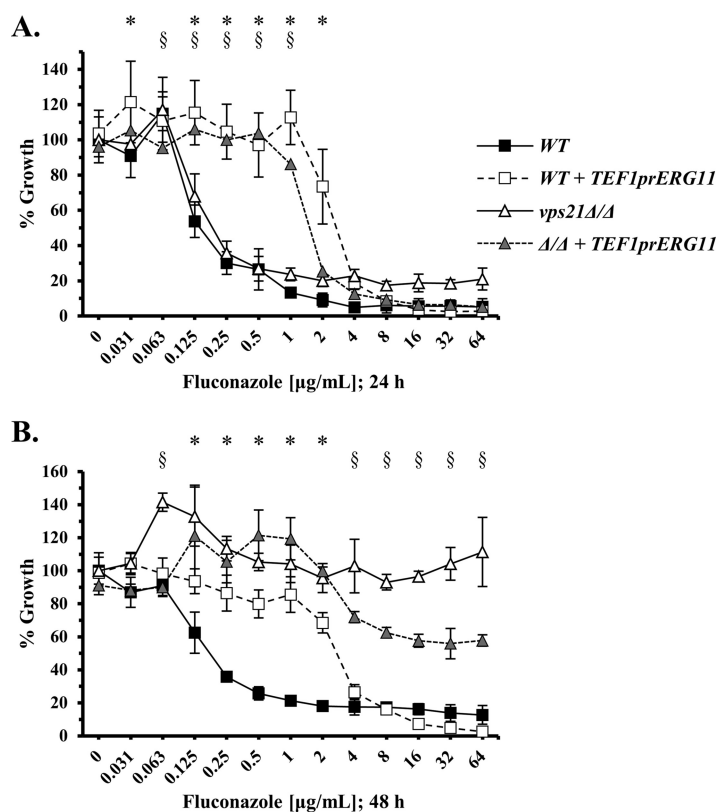 A.
* * * * * * *
§ § § § § §
140
120
100
80
60
40
20
0
% Growth
0 0.031 0.063 0.125 0.25 0.5 1 2 4 8 16 32 64
Fluconazole [µg/mL]; 24 h
WT
WT + TEF1prERG11
vps21Δ/Δ
Δ/Δ + TEF1prERG11
B.
* * * * *
§ § § § § §
160
140
120
100
80
60
40
20
0
% Growth
0 0.031 0.063 0.125 0.25 0.5 1 2 4 8 16 32 64
Fluconazole [µg/mL]; 48 h